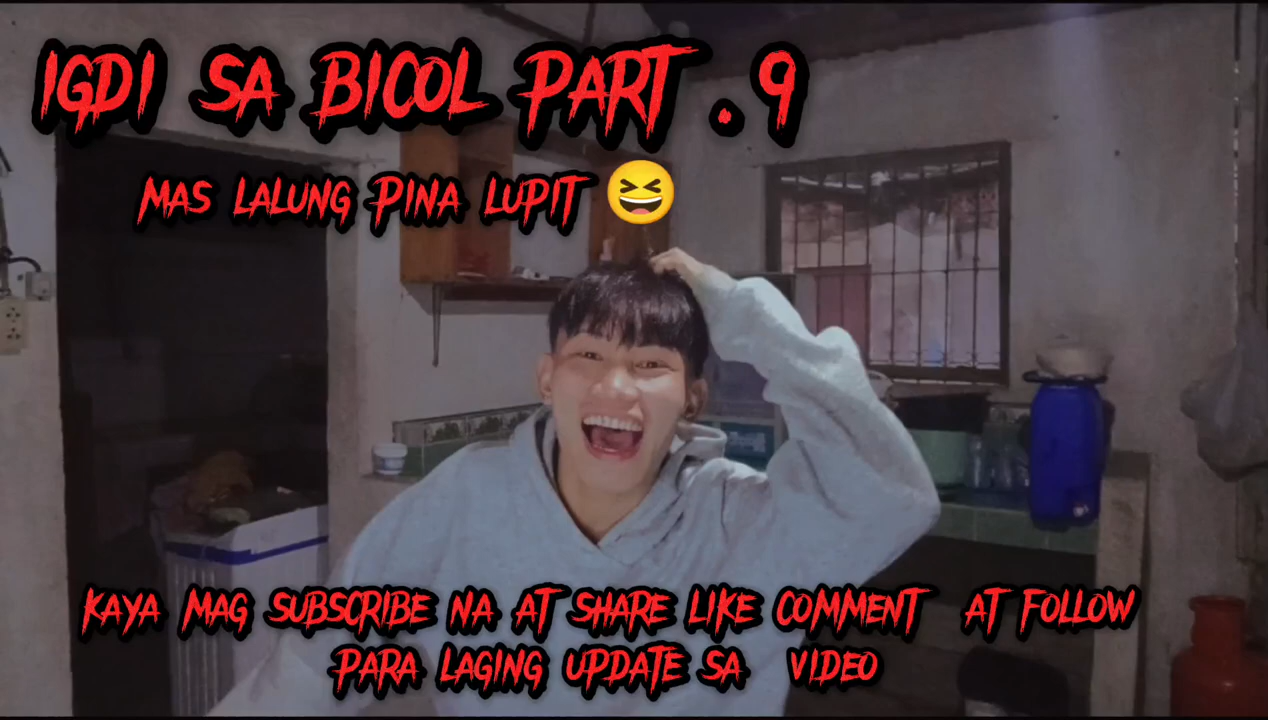 IGDI SA BICOL PART .9
MAS LALUNG PINA LUPIT 😆
KAYA MAG SUBSCRIBE NA AT SHARE LIKE COMMENT AT FOLLOW
PARA LAGING UPDATE SA VIDEO